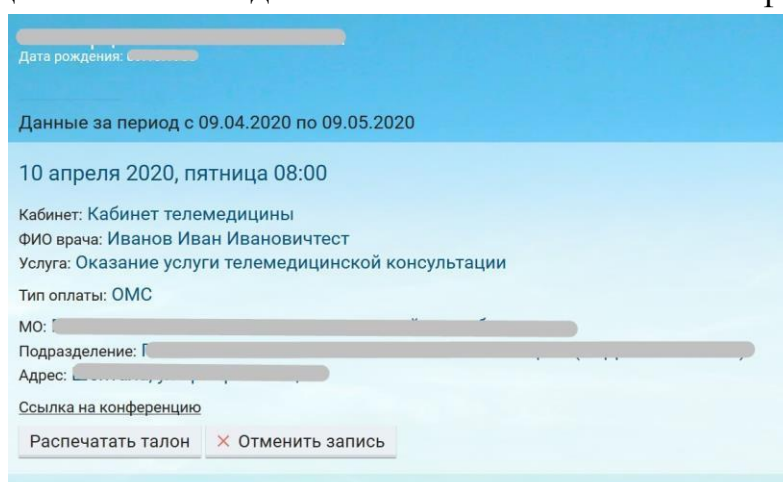 Дата рождения:
Данные за период с 09.04.2020 по 09.05.2020
10 апреля 2020, пятница 08:00
Кабинет: Кабинет телемедицины
ФИО врача: Иванов Иван Ивановичтест
Услуга: Оказание услуги телемедицинской консультации
Тип оплаты: ОМС
МО:
Подразделение:
Адрес:
Ссылка на конференцию
Распечатать талон × Отменить запись